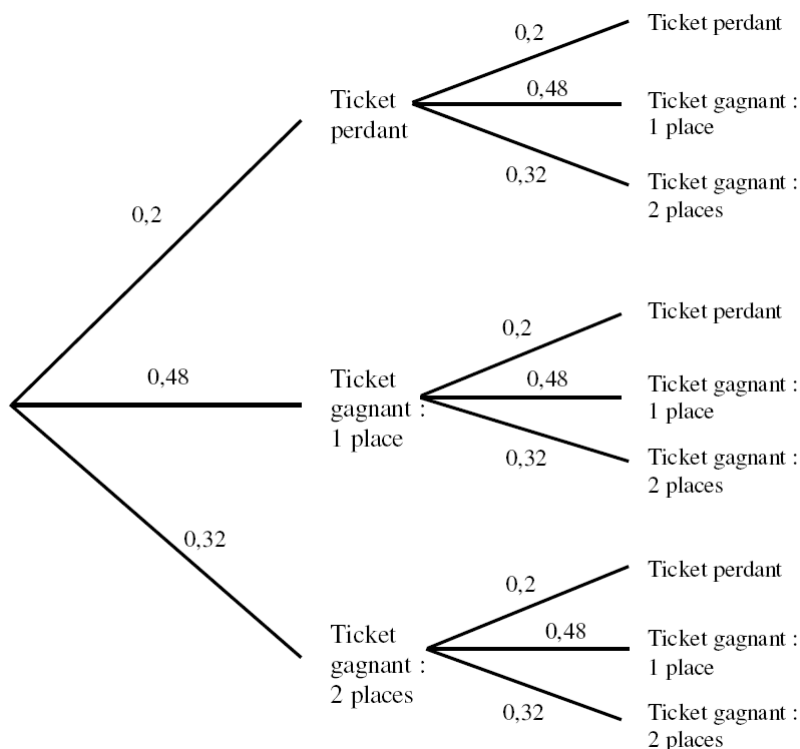 0,2
Ticket perdant
0,48
Ticket gagnant :
1 place
0,32
Ticket gagnant :
2 places
Ticket
perdant
0,2
0,2
Ticket perdant
0,48
Ticket gagnant :
1 place
0,32
Ticket gagnant :
2 places
0,48
Ticket
gagnant :
1 place
0,32
0,2
Ticket perdant
0,48
Ticket gagnant :
1 place
0,32
Ticket gagnant :
2 places
Ticket
gagnant :
2 places